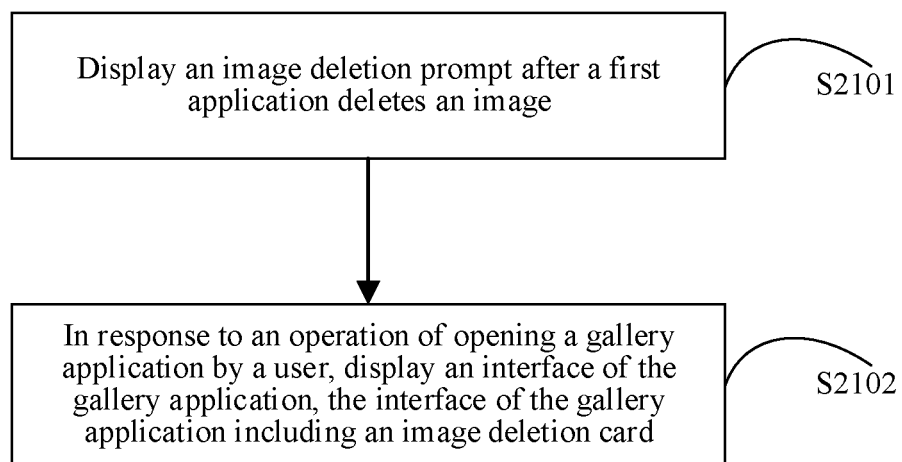 Display an image deletion prompt after a first
application deletes an image
S2101
In response to an operation of opening a gallery
application by a user, display an interface of the
gallery application, the interface of the gallery
application including an image deletion card
S2102